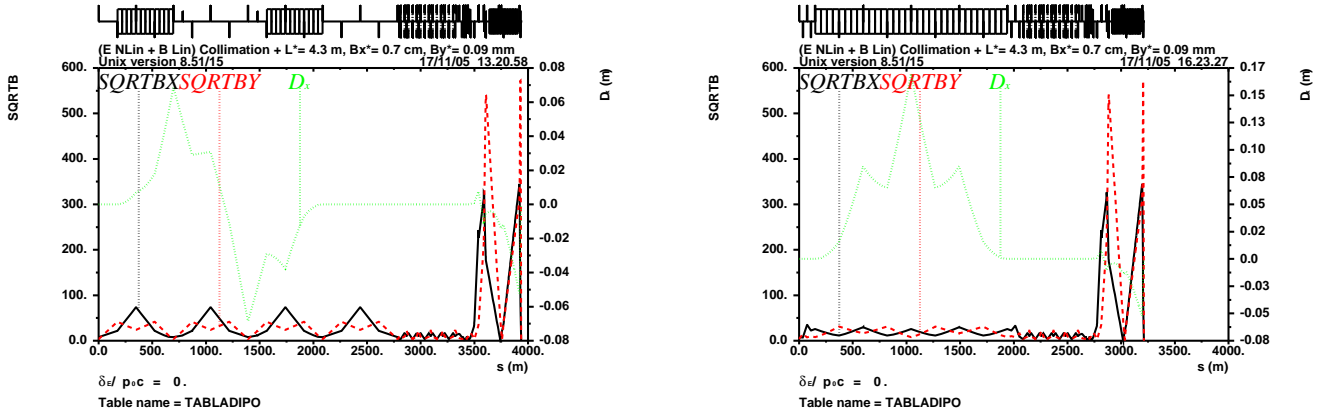 (E NLin + B Lin) Collimation + L*= 4.3 m, Bx*= 0.7 cm, By*= 0.09 mm
Unix version 8.51/15 17/11/05 13.20.58
SQRTBX SQRTBY Dx
600.
500.
400.
300.
200.
100.
0.0
SQRTB
0.08
0.06
0.04
0.02
0.0
-0.02
-0.04
-0.06
-0.08
Dx (m)
0.0 500. 1000. 1500. 2000. 2500. 3000. 3500. 4000.
s (m)
δE/ p0c = 0.
Table name = TABLADIPO
(E NLin + B Lin) Collimation + L*= 4.3 m, Bx*= 0.7 cm, By*= 0.09 mm
Unix version 8.51/15 17/11/05 16.23.27
SQRTBX SQRTBY Dx
600.
500.
400.
300.
200.
100.
0.0
SQRTB
0.17
0.15
0.13
0.10
0.08
0.05
0.02
0.0
-0.03
-0.05
-0.08
Dx (m)
0.0 500. 1000. 1500. 2000. 2500. 3000. 3500. 4000.
s (m)
δE/ p0c = 0.
Table name = TABLADIPO